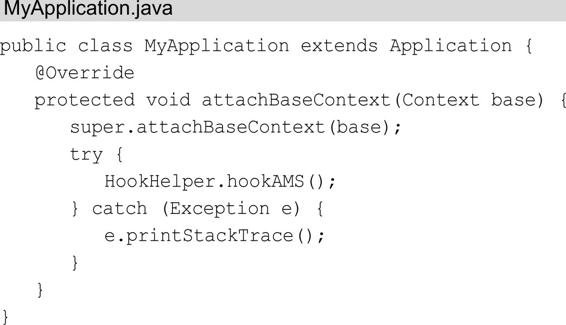 MyApplication.java
public class MyApplication extends Application {
@Override
protected void attachBaseContext(Context base) {
super.attachBaseContext(base);
try {
HookHelper.hookAMS();
} catch (Exception e) {
e.printStackTrace();
}
}
}